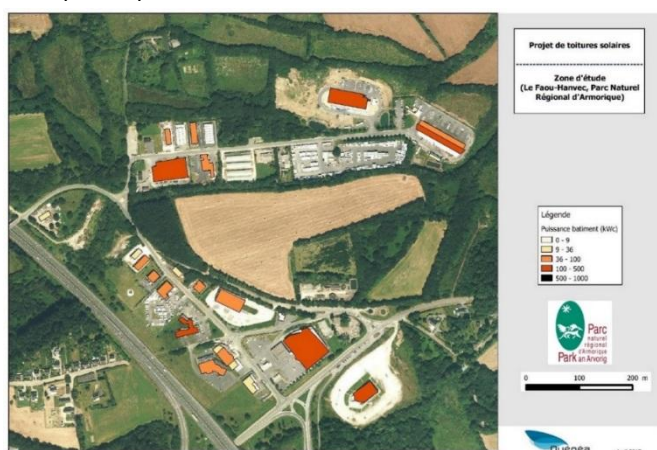 Projet de toitures solaires
Zone d'étude
(Le Faou-Hanvec, Parc Naturel
Régional d'Armorique)
Légende
Puissance batiment (kWc)
0 - 9
9 - 36
36 - 100
100 - 500
500 - 1000
Parc
naturel
régional
d'Armorique
Park an Arvorig
0 100 200 m